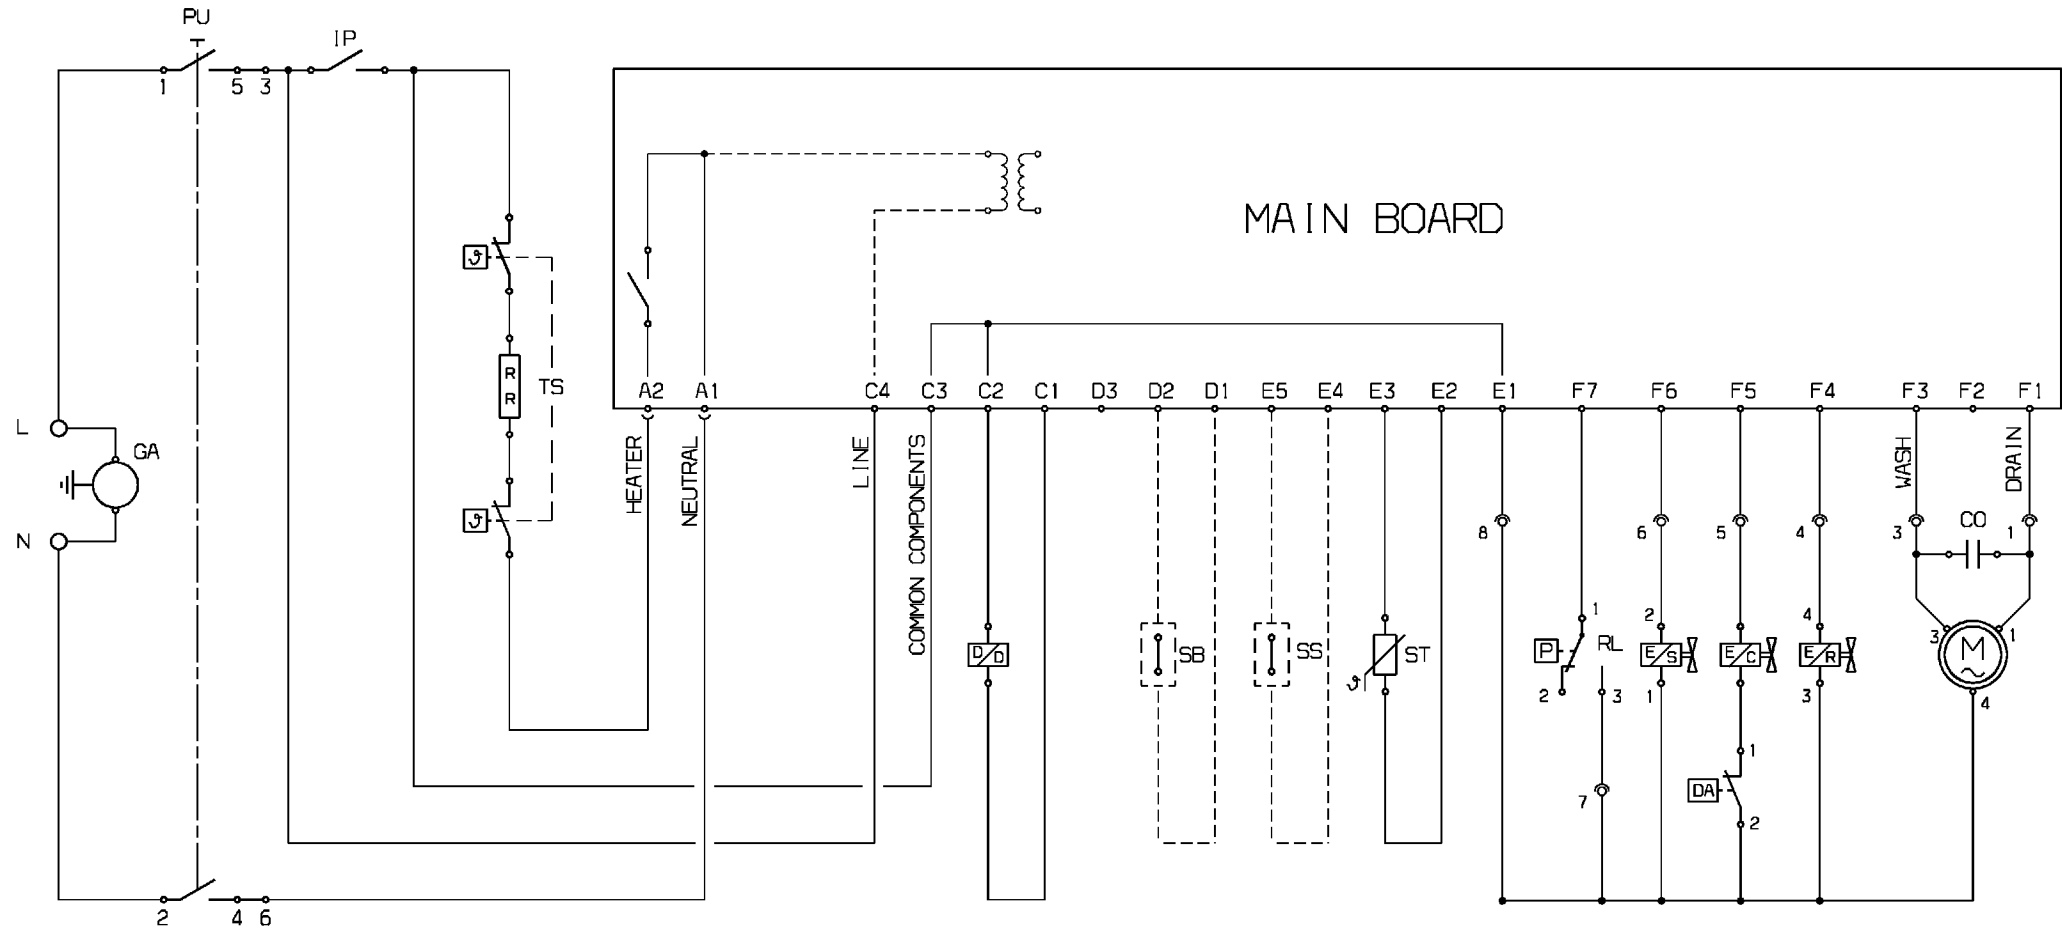 PU
IP
1 5 3
MAIN BOARD
ϑ
R
R
TS
A2 A1 C4 C3 C2 C1 D3 D2 D1 E5 E4 E3 E2 E1 F7 F6 F5 F4 F3 F2 F1
L
GA
N
HEATER
NEUTRAL
LINE
COMMON COMPONENTS
WASH
DRAIN
ϑ
8 6 5 4 3 CO 1
1 2 4
D/D
SB
SS
ST
ϑ
P
RL
E/S
E/C
E/R
3 M 1
2 3 1 3 4
1
DA
7
2
2 4 6